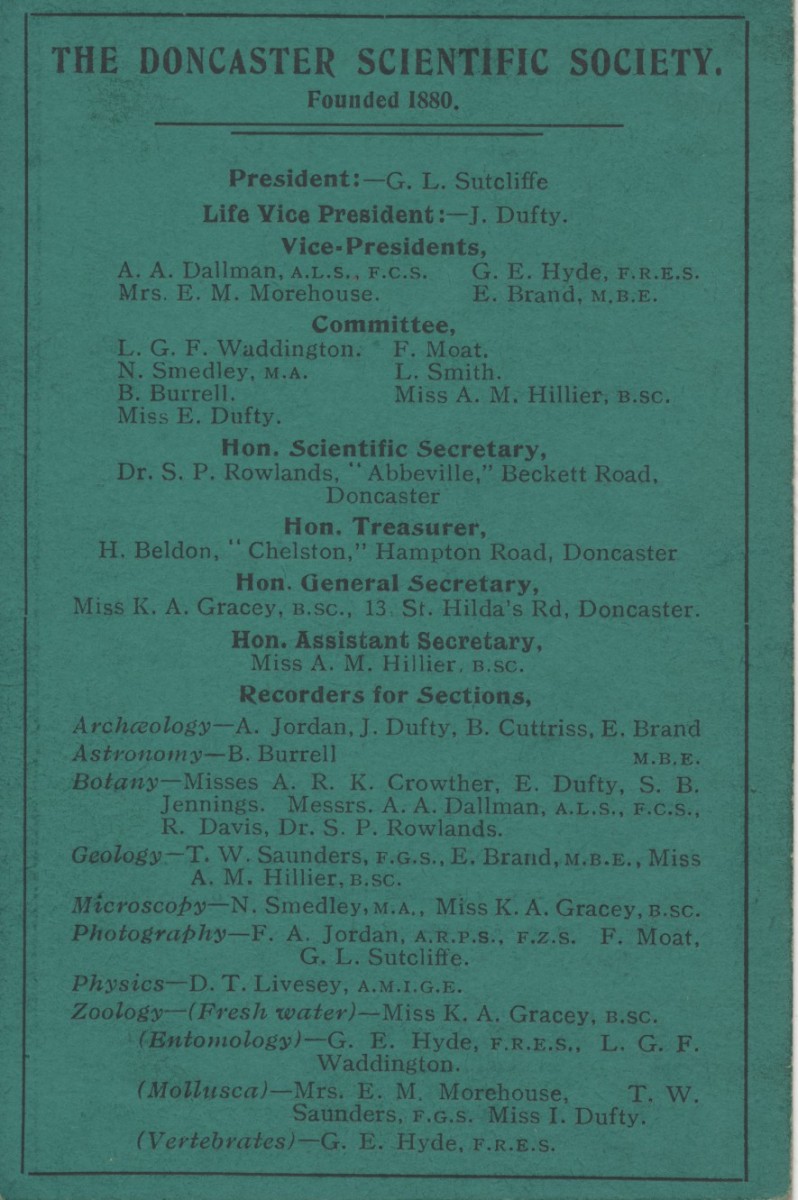 THE DONCASTER SCIENTIFIC SOCIETY.
Founded 1880.
President:—G. L. Sutcliffe
Life Vice President:—J. Dufty.
Vice-Presidents,
A. A. Dallman, A.L.S., F.C.S. G. E. Hyde, F.R.E.S.
Mrs. E. M. Morehouse. E. Brand, M.B.E.
Committee,
L. G. F. Waddington. F. Moat.
N. Smedley, M.A. L. Smith.
B. Burrell. Miss A. M. Hillier, B.SC.
Miss E. Dufty.
Hon. Scientific Secretary,
Dr. S. P. Rowlands, "Abbeville," Beckett Road,
Doncaster
Hon. Treasurer,
H. Beldon, "Chelston," Hampton Road, Doncaster
Hon. General Secretary,
Miss K. A. Gracey, B.SC., 13, St. Hilda's Rd, Doncaster.
Hon. Assistant Secretary,
Miss A. M. Hillier, B.SC.
Recorders for Sections,
Archæology—A. Jordan, J. Dufty, B. Cuttriss, E. Brand
Astronomy—B. Burrell M.B.E.
Botany—Misses A. R. K. Crowther, E. Dufty, S. B.
Jennings. Messrs. A. A. Dallman, A.L.S., F.C.S.,
R. Davis, Dr. S. P. Rowlands.
Geology—T. W. Saunders, F.G.S., E. Brand, M.B.E., Miss
A. M. Hillier, B.SC.
Microscopy—N. Smedley, M.A., Miss K. A. Gracey, B.SC.
Photography—F. A. Jordan, A.R.P.S., F.Z.S. F. Moat,
G. L. Sutcliffe.
Physics—D. T. Livesey, A.M.I.G.E.
Zoology—(Fresh water)—Miss K. A. Gracey, B.SC.
(Entomology)—G. E. Hyde, F.R.E.S., L. G. F.
Waddington.
(Mollusca)—Mrs. E. M. Morehouse, T. W.
Saunders, F.G.S. Miss I. Dufty.
(Vertebrates)—G. E. Hyde, F.R.E.S.